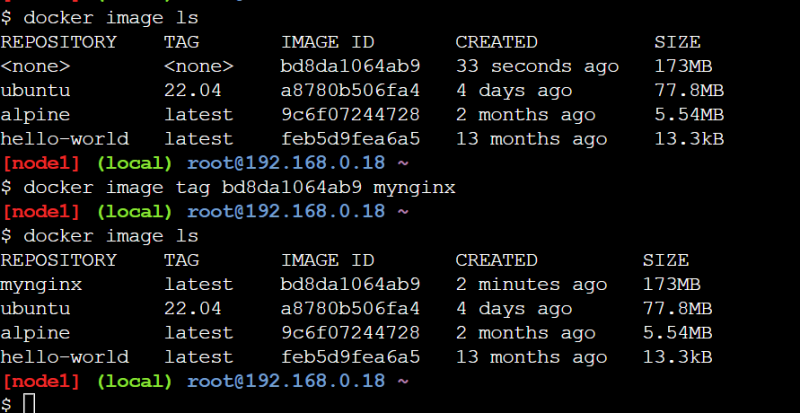 $ docker image ls
REPOSITORY    TAG       IMAGE ID       CREATED          SIZE
<none>        <none>    bd8da1064ab9   33 seconds ago   173MB
ubuntu        22.04     a8780b506fa4   4 days ago       77.8MB
alpine        latest    9c6f07244728   2 months ago     5.54MB
hello-world   latest    feb5d9fea6a5   13 months ago    13.3kB
[node1] (local) root@192.168.0.18 ~
$ docker image tag bd8da1064ab9 mynginx
[node1] (local) root@192.168.0.18 ~
$ docker image ls
REPOSITORY    TAG       IMAGE ID       CREATED         SIZE
mynginx       latest    bd8da1064ab9   2 minutes ago   173MB
ubuntu        22.04     a8780b506fa4   4 days ago      77.8MB
alpine        latest    9c6f07244728   2 months ago    5.54MB
hello-world   latest    feb5d9fea6a5   13 months ago   13.3kB
[node1] (local) root@192.168.0.18 ~
$